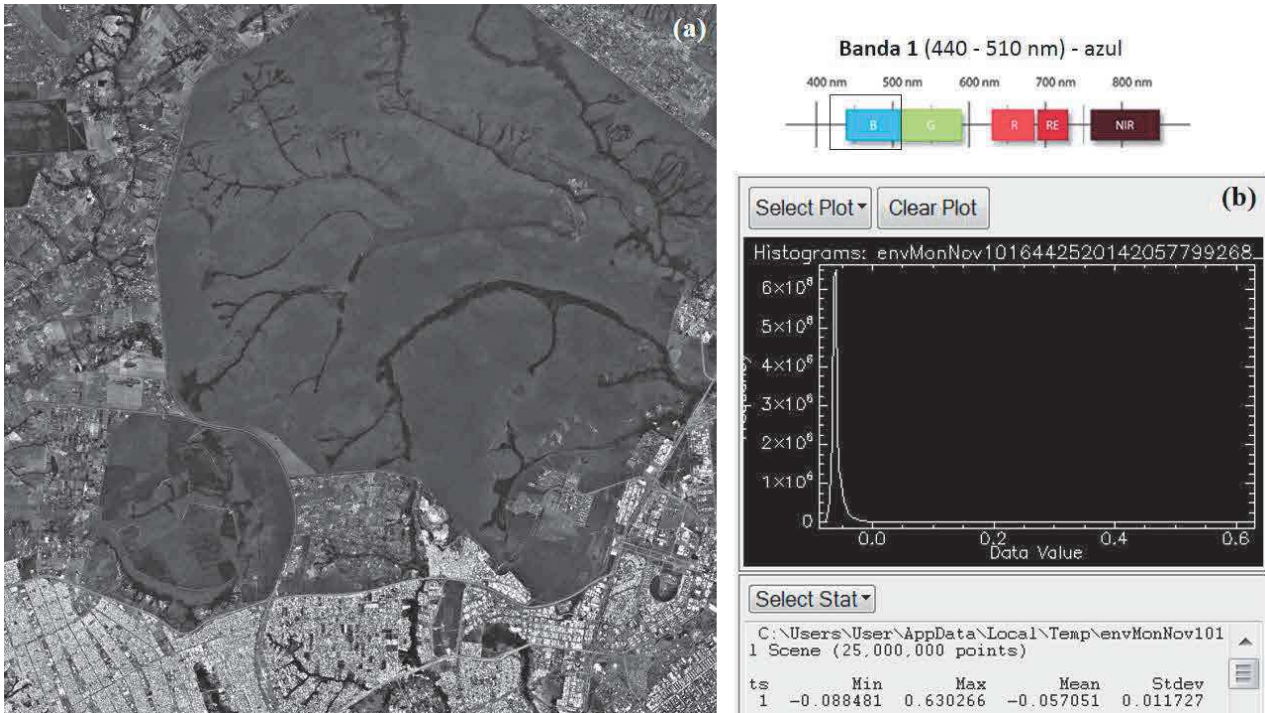 (a)
Banda 1 (440 - 510 nm) - azul
400 nm 500 nm 600 nm 700 nm 800 nm
B G R RE NIR
(b)
Select Plot Clear Plot
Histograms: envMonNov101644252014205779926
6×10⁶
5×10⁶
4×10⁶
3×10⁶
2×10⁶
1×10⁶
0
0.0 0.2 0.4 0.6
Data Value
Select Stat
C:\Users\User\AppData\Local\Temp\envMonNov101
l Scene (25,000,000 points)
ts Min Max Mean Stdev
1 -0.088481 0.630266 -0.057051 0.011727